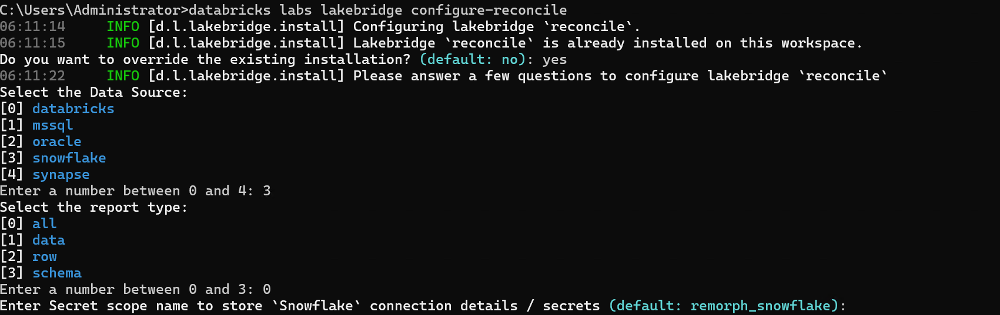 C:\Users\Administrator>databricks labs lakebridge configure-reconcile
06:11:14     INFO [d.l.lakebridge.install] Configuring lakebridge `reconcile`.
06:11:15     INFO [d.l.lakebridge.install] Lakebridge `reconcile` is already installed on this workspace.
Do you want to override the existing installation? (default: no): yes
06:11:22     INFO [d.l.lakebridge.install] Please answer a few questions to configure lakebridge `reconcile`
Select the Data Source:
[0] databricks
[1] mssql
[2] oracle
[3] snowflake
[4] synapse
Enter a number between 0 and 4: 3
Select the report type:
[0] all
[1] data
[2] row
[3] schema
Enter a number between 0 and 3: 0
Enter Secret scope name to store `Snowflake` connection details / secrets (default: remorph_snowflake):